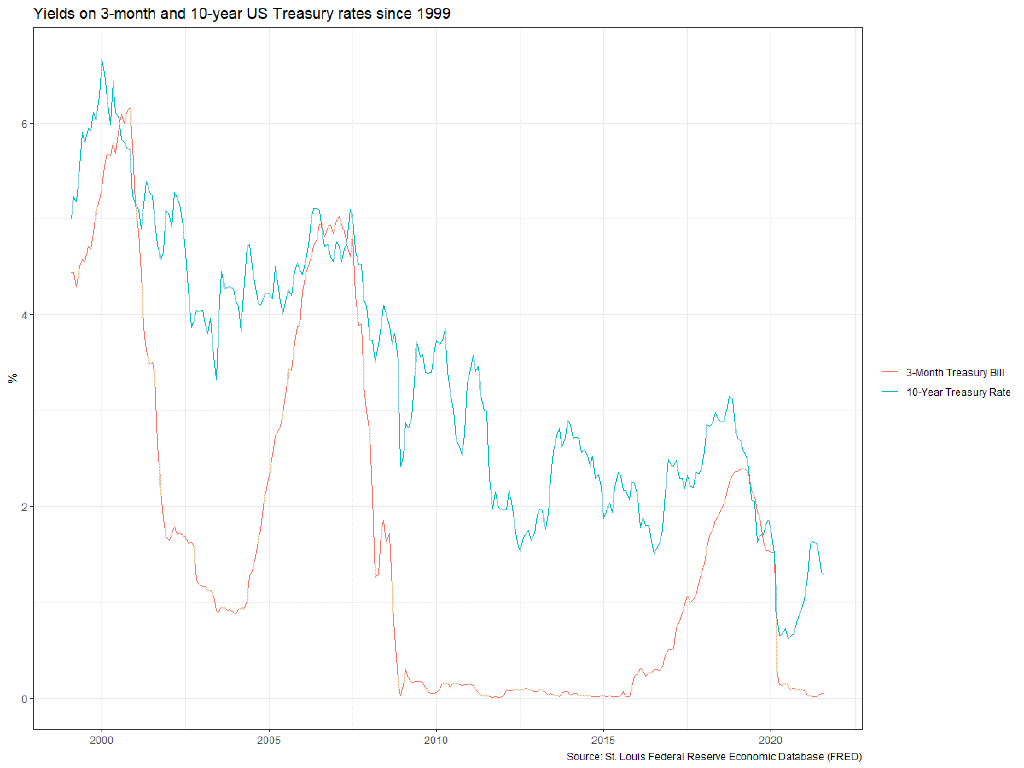 Yields on 3-month and 10-year US Treasury rates since 1999
6
4
2
0
%
2000
2005
2010
2015
2020
3-Month Treasury Bill
10-Year Treasury Rate
Source: St. Louis Federal Reserve Economic Database (FRED)